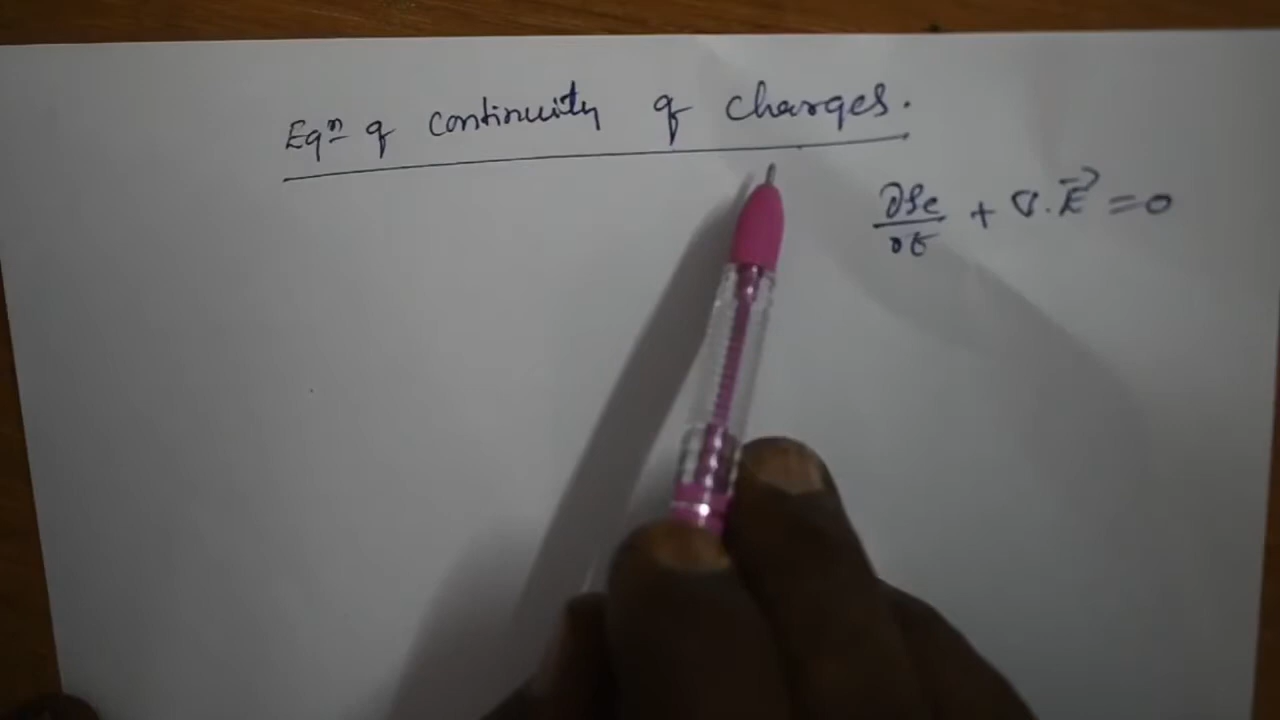 Eqⁿ of continuity of charges.
∂ρe/∂t + ∇.E⃗ = 0